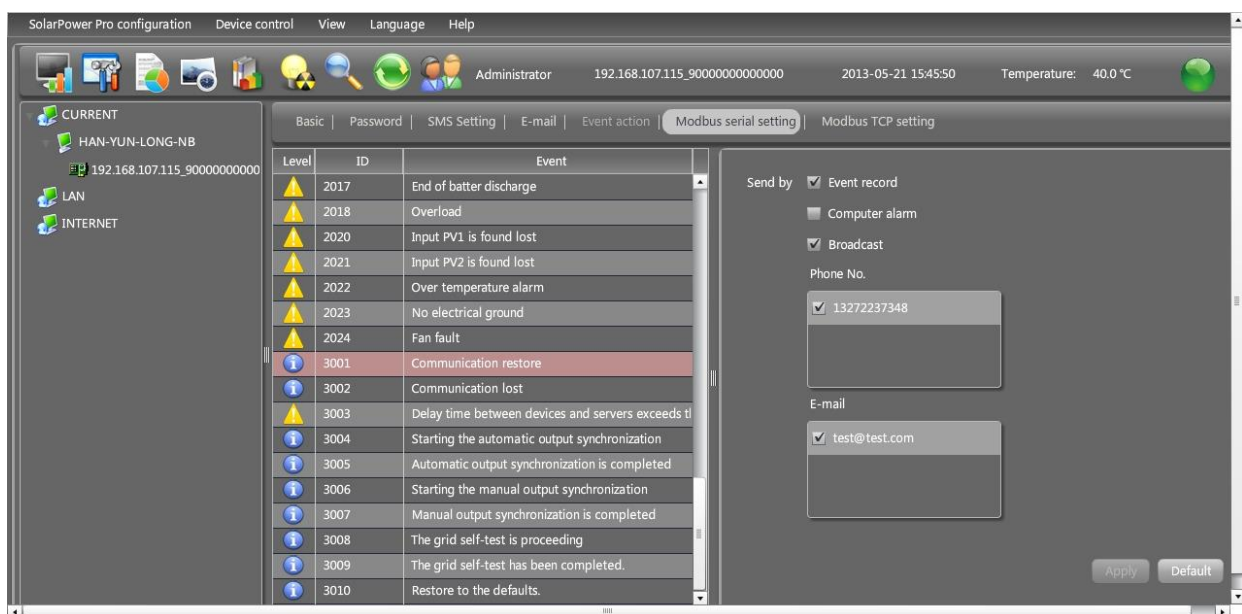 SolarPower Pro configuration Device control View Language Help
Administrator 192.168.107.115_90000000000000 2013-05-21 15:45:50 Temperature: 40.0 ℃
CURRENT
HAN-YUN-LONG-NB
192.168.107.115_90000000000
LAN
INTERNET
Basic | Password | SMS Setting | E-mail | Event action | Modbus serial setting | Modbus TCP setting
Level ID Event
2017 End of batter discharge
2018 Overload
2020 Input PV1 is found lost
2021 Input PV2 is found lost
2022 Over temperature alarm
2023 No electrical ground
2024 Fan fault
3001 Communication restore
3002 Communication lost
3003 Delay time between devices and servers exceeds tl
3004 Starting the automatic output synchronization
3005 Automatic output synchronization is completed
3006 Starting the manual output synchronization
3007 Manual output synchronization is completed
3008 The grid self-test is proceeding
3009 The grid self-test has been completed.
3010 Restore to the defaults.
Send by Event record
Computer alarm
Broadcast
Phone No.
13272237348
E-mail
test@test.com
Apply Default